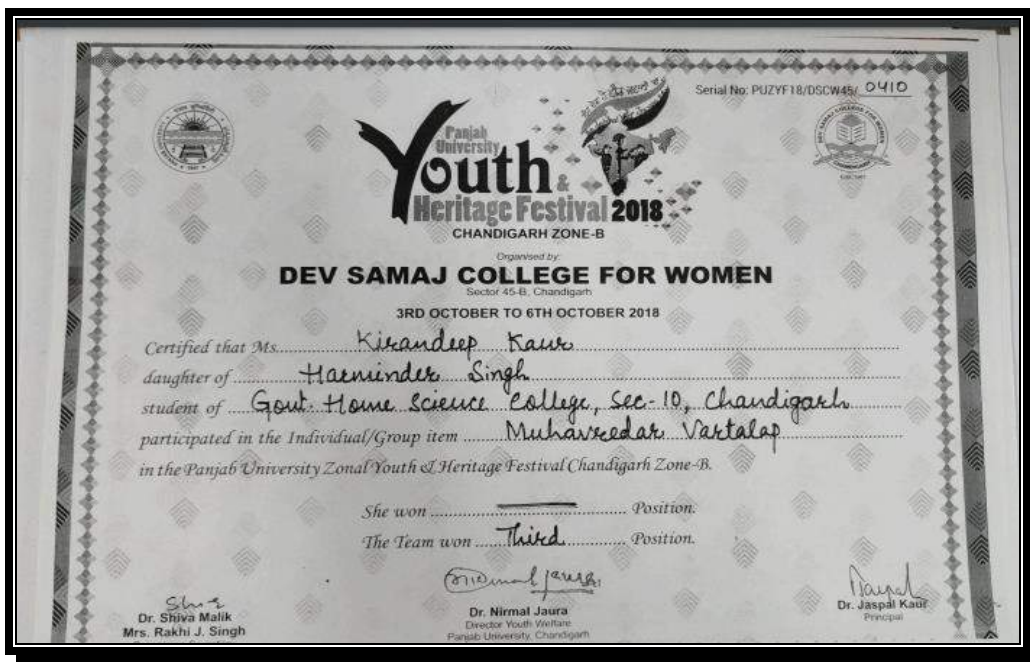 Serial No: PUZYF18/DSCW45/ 0410
Panjab
University
Youth &
Heritage Festival 2018
CHANDIGARH ZONE-B
Organised by:
DEV SAMAJ COLLEGE FOR WOMEN
Sector 45-B, Chandigarh
3RD OCTOBER TO 6TH OCTOBER 2018
Certified that Ms. Kirandeep Kaur
daughter of Harminder Singh
student of Govt. Home Science College, Sec-10, Chandigarh
participated in the Individual/Group item Muhavredar Vartalap
in the Panjab University Zonal Youth & Heritage Festival Chandigarh Zone-B.
She won Position.
The Team won Third Position.
Dr. Shiva Malik
Mrs. Rakhi J. Singh
Dr. Nirmal Jaura
Director Youth Welfare
Panjab University, Chandigarh
Dr. Jaspal Kaur
Principal